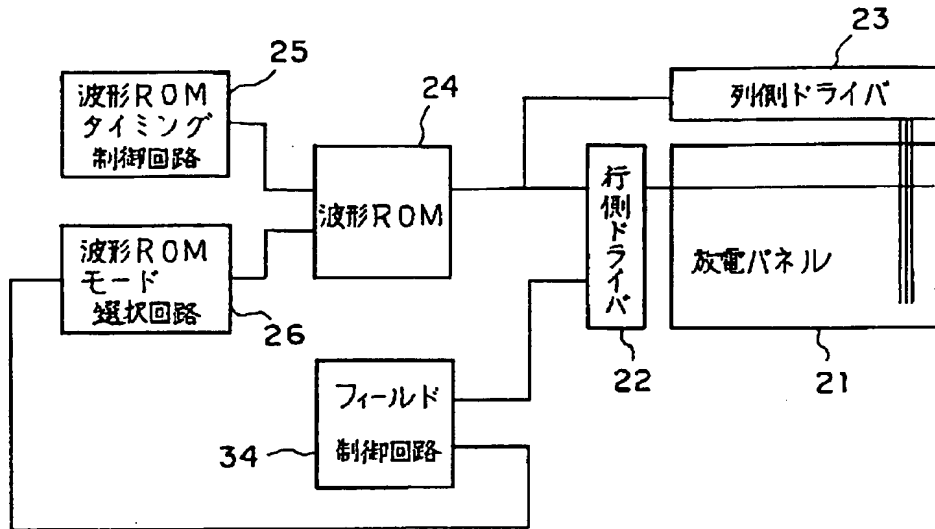 25
波形ROM
タイミング
制御回路
24
波形ROM
23
列側ドライバ
行側ドライバ
22
放電パネル
21
波形ROM
モード
選択回路
26
フィールド
制御回路
34